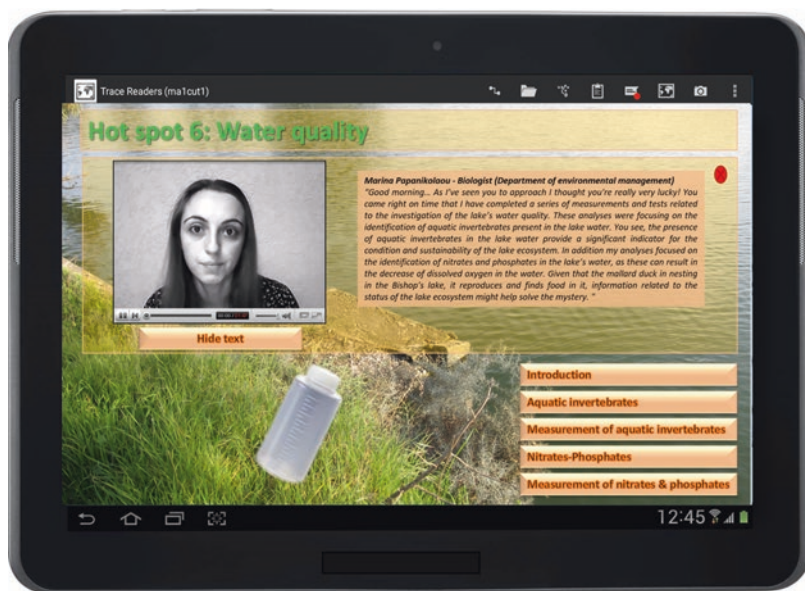 Trace Readers (ma1cut1)
Hot spot 6: Water quality
Marina Papanikolaou - Biologist (Department of environmental management)
"Good morning... As I've seen you to approach I thought you're really very lucky! You
came right on time that I have completed a series of measurements and tests related
to the investigation of the lake's water quality. These analyses were focusing on the
identification of aquatic invertebrates present in the lake water. You see, the presence
of aquatic invertebrates in the lake water provide a significant indicator for the
condition and sustainability of the lake ecosystem. In addition my analyses focused on
the identification of nitrates and phosphates in the lake's water, as these can result in
the decrease of dissolved oxygen in the water. Given that the mallard duck in nesting
in the Bishop's lake, it reproduces and finds food in it, information related to the
status of the lake ecosystem might help solve the mystery. "
Hide text
Introduction
Aquatic invertebrates
Measurement of aquatic invertebrates
Nitrates-Phosphates
Measurement of nitrates & phosphates
12:45